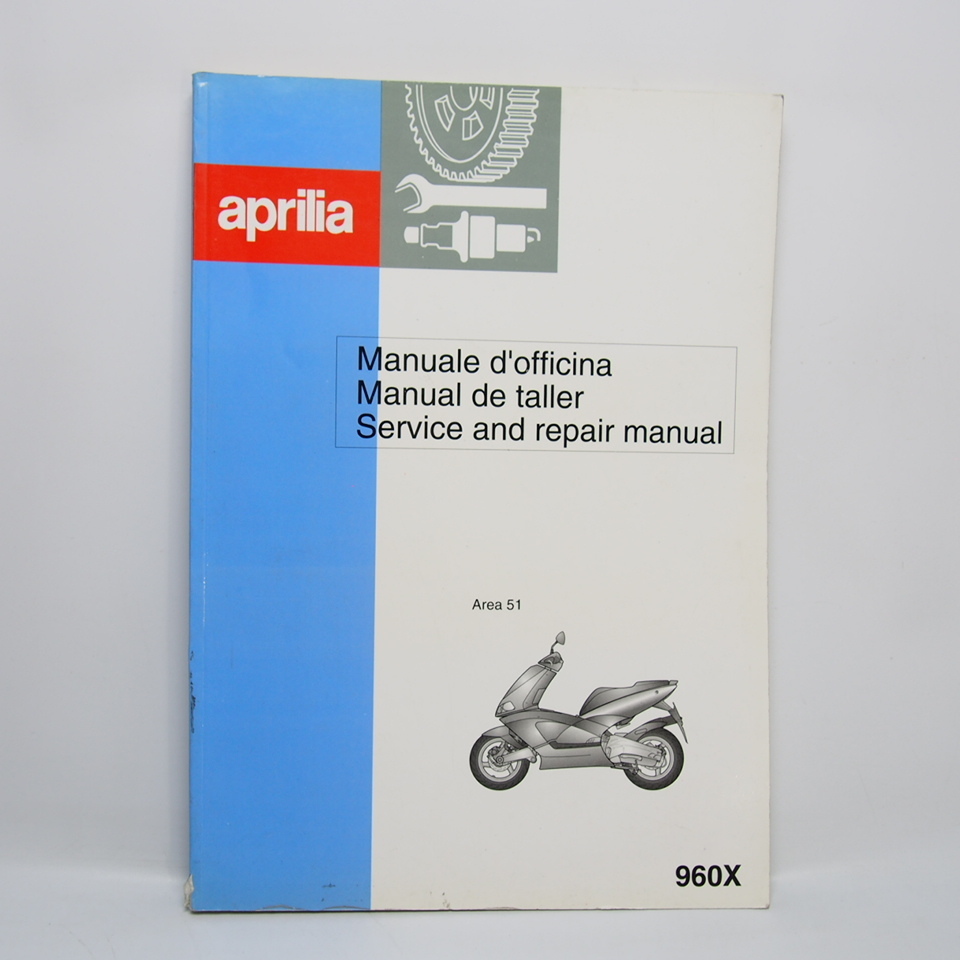 aprilia
Manuale d'officina
Manual de taller
Service and repair manual
Area 51
960X